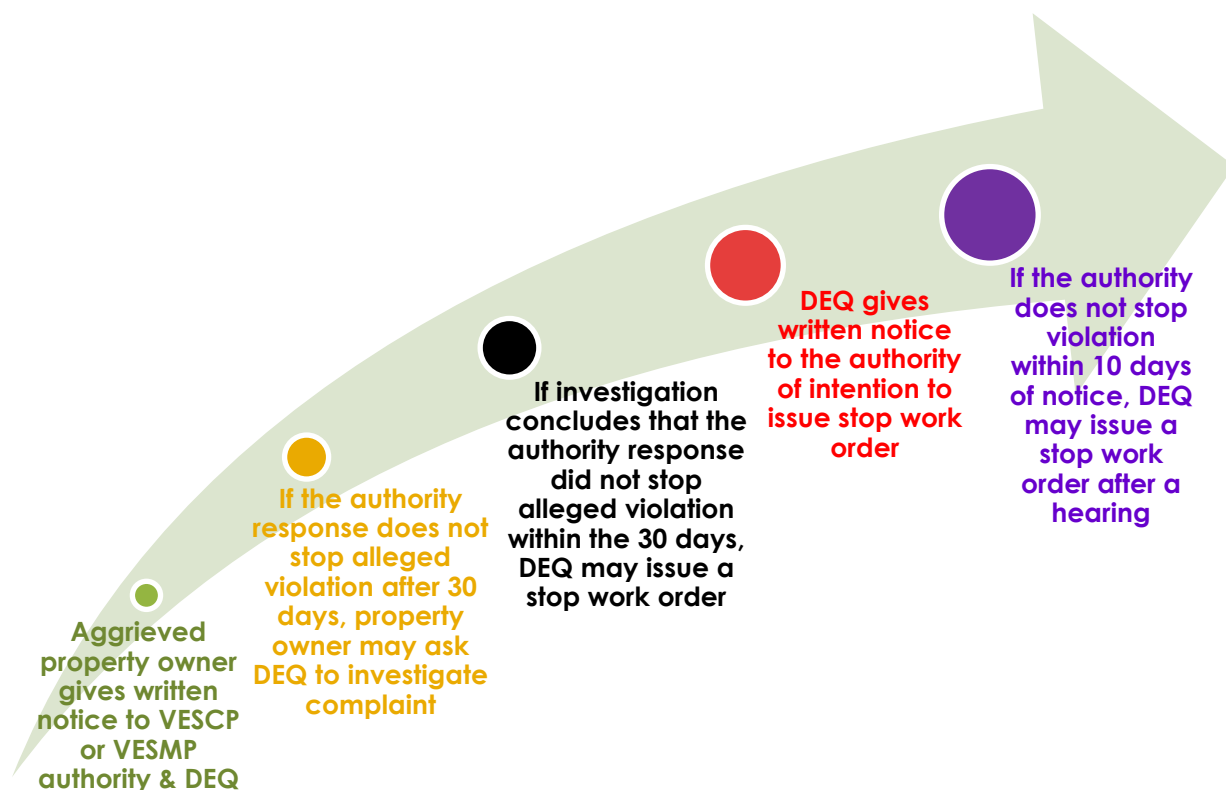 Aggrieved
property owner
gives written
notice to VESCP
or VESMP
authority & DEQ
If the authority
response does not
stop alleged
violation after 30
days, property
owner may ask
DEQ to investigate
complaint
If investigation
concludes that the
authority response
did not stop
alleged violation
within the 30 days,
DEQ may issue a
stop work order
DEQ gives
written notice
to the authority
of intention to
issue stop work
order
If the authority
does not stop
violation
within 10 days
of notice, DEQ
may issue a
stop work
order after a
hearing